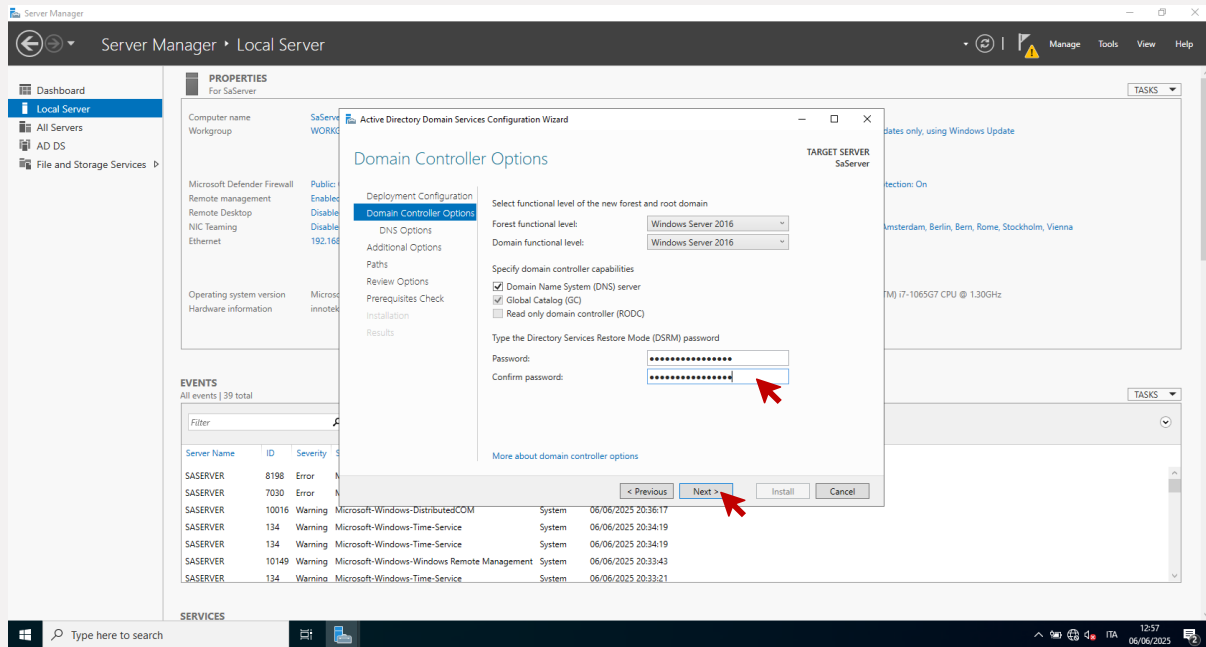 Server Manager
Server Manager ‣ Local Server
Manage Tools View Help
Dashboard
Local Server
All Servers
AD DS
File and Storage Services
PROPERTIES
For SaServer
TASKS
Computer name SaServe
Workgroup WORKG
dates only, using Windows Update
Microsoft Defender Firewall Public:
tection: On
Remote management Enabled
Remote Desktop Disable
NIC Teaming Disable
Amsterdam, Berlin, Bern, Rome, Stockholm, Vienna
Ethernet 192.168
Operating system version Microso
TM) i7-1065G7 CPU @ 1.30GHz
Hardware information innotek
Active Directory Domain Services Configuration Wizard
Domain Controller Options
TARGET SERVER
SaServer
Deployment Configuration
Domain Controller Options
DNS Options
Additional Options
Paths
Review Options
Prerequisites Check
Installation
Results
Select functional level of the new forest and root domain
Forest functional level: Windows Server 2016
Domain functional level: Windows Server 2016
Specify domain controller capabilities
Domain Name System (DNS) server
Global Catalog (GC)
Read only domain controller (RODC)
Type the Directory Services Restore Mode (DSRM) password
Password: ••••••••••••••••
Confirm password: ••••••••••••••••
More about domain controller options
< Previous Next > Install Cancel
EVENTS
All events | 39 total
TASKS
Filter
Server Name ID Severity S
SASERVER 8198 Error M
SASERVER 7030 Error M
SASERVER 10016 Warning Microsoft-Windows-DistributedCOM System 06/06/2025 20:36:17
SASERVER 134 Warning Microsoft-Windows-Time-Service System 06/06/2025 20:34:19
SASERVER 134 Warning Microsoft-Windows-Time-Service System 06/06/2025 20:34:19
SASERVER 10149 Warning Microsoft-Windows-Windows Remote Management System 06/06/2025 20:33:43
SASERVER 134 Warning Microsoft-Windows-Time-Service System 06/06/2025 20:33:21
SERVICES
Type here to search
ITA
12:57
06/06/2025
2